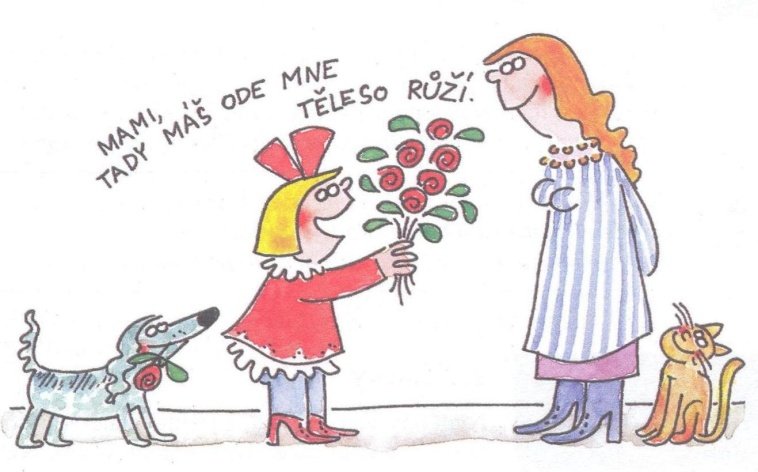 MAMI,
TADY MÁŠ ODE MNE
TĚLESO RŮŽÍ.